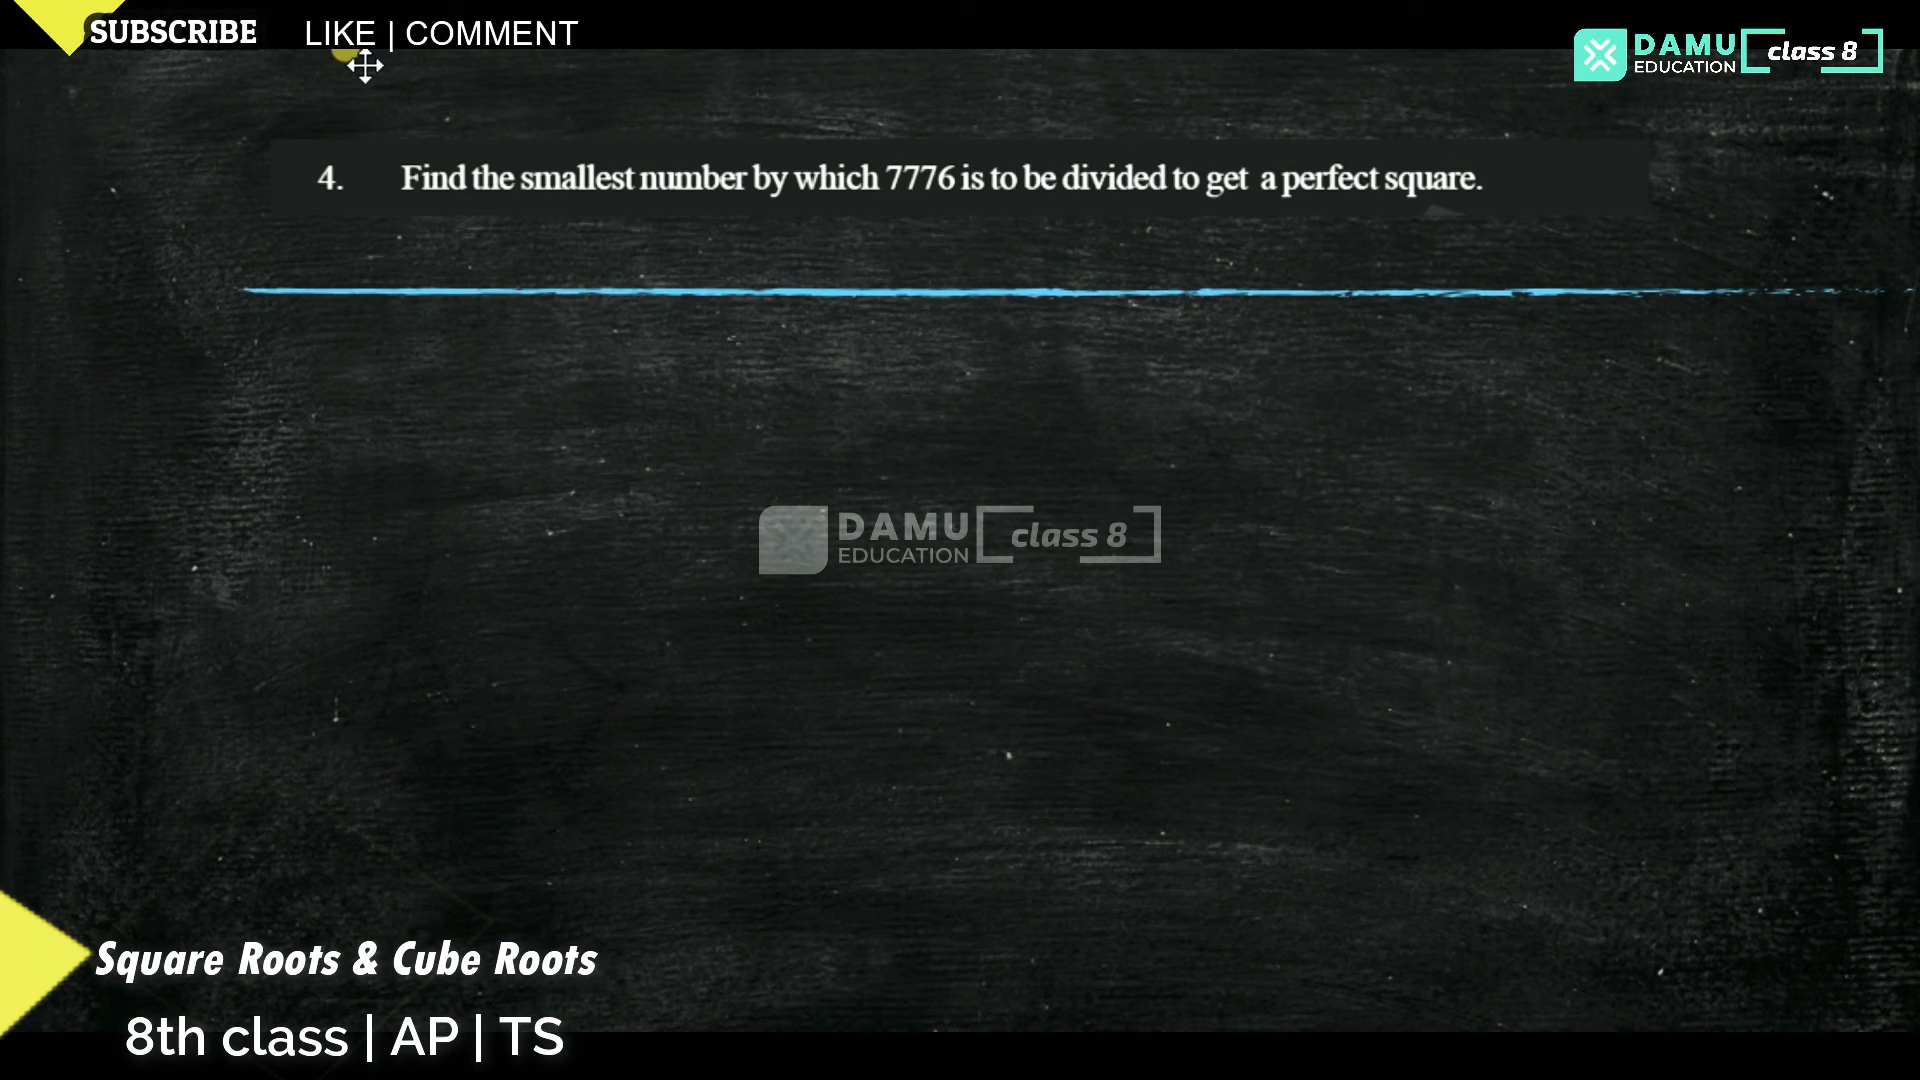 SUBSCRIBE LIKE | COMMENT
DAMU EDUCATION class 8
4. Find the smallest number by which 7776 is to be divided to get a perfect square.
DAMU EDUCATION class 8
Square Roots & Cube Roots
8th class | AP | TS